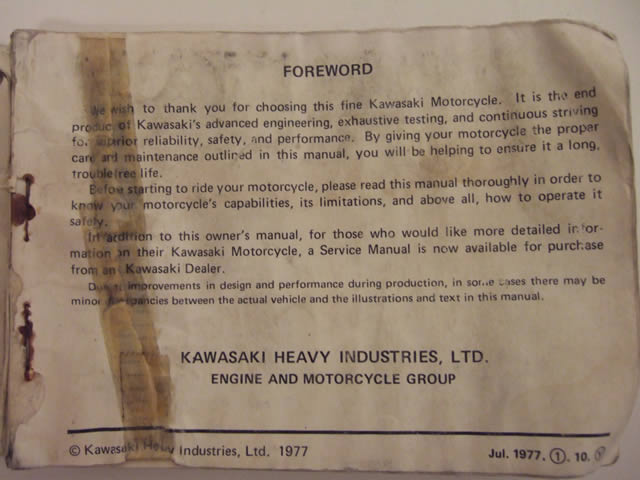 FOREWORD
We wish to thank you for choosing this fine Kawasaki Motorcycle. It is the end
product of Kawasaki's advanced engineering, exhaustive testing, and continuous striving
for superior reliability, safety, and performance. By giving your motorcycle the proper
care and maintenance outlined in this manual, you will be helping to ensure it a long,
trouble free life.
Before starting to ride your motorcycle, please read this manual thoroughly in order to
know your motorcycle's capabilities, its limitations, and above all, how to operate it
safely.
In addition to this owner's manual, for those who would like more detailed infor-
mation on their Kawasaki Motorcycle, a Service Manual is now available for purchase
from any Kawasaki Dealer.
Due to improvements in design and performance during production, in some cases there may be
minor between the actual vehicle and the illustrations and text in this manual.
KAWASAKI HEAVY INDUSTRIES, LTD.
ENGINE AND MOTORCYCLE GROUP
© Kawasaki Heavy Industries, Ltd. 1977
Jul. 1977. ①. 10.